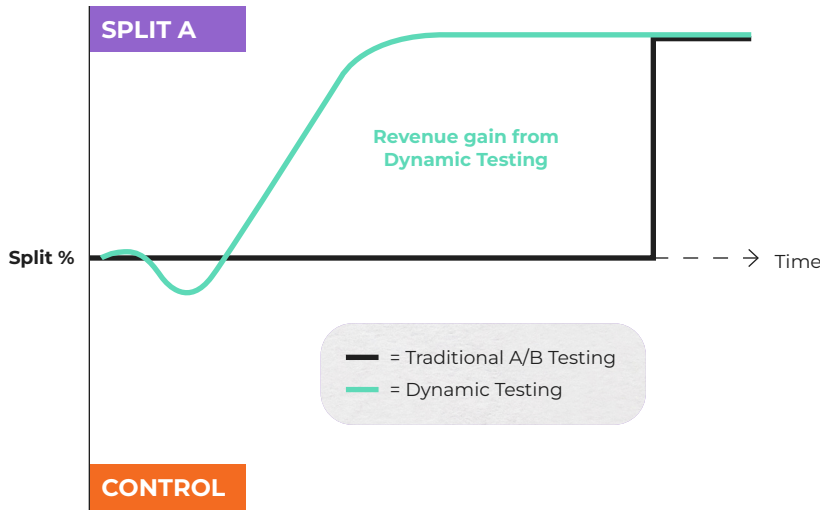 SPLIT A
Revenue gain from
Dynamic Testing
Split %
Time
= Traditional A/B Testing
= Dynamic Testing
CONTROL